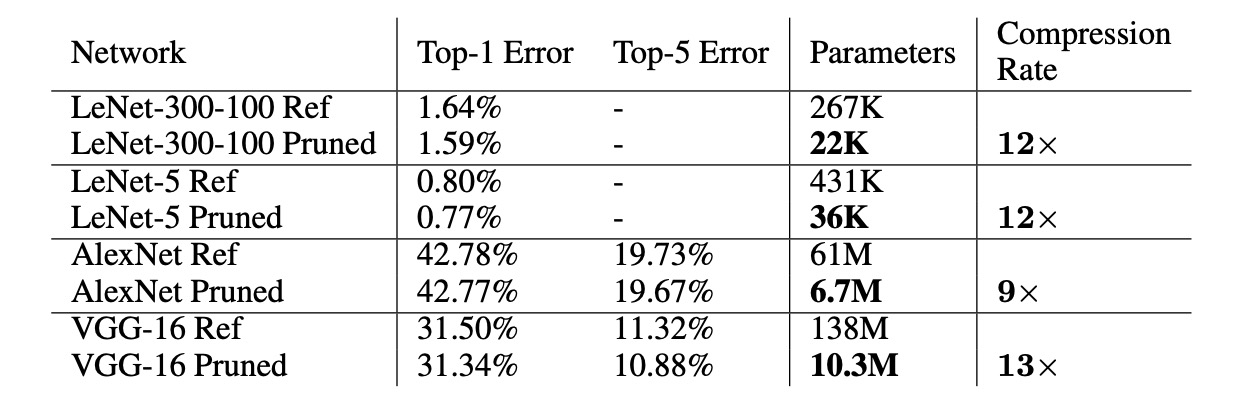 Network Top-1 Error Top-5 Error Parameters Compression Rate
LeNet-300-100 Ref 1.64% - 267K
LeNet-300-100 Pruned 1.59% - 22K 12×
LeNet-5 Ref 0.80% - 431K
LeNet-5 Pruned 0.77% - 36K 12×
AlexNet Ref 42.78% 19.73% 61M
AlexNet Pruned 42.77% 19.67% 6.7M 9×
VGG-16 Ref 31.50% 11.32% 138M
VGG-16 Pruned 31.34% 10.88% 10.3M 13×